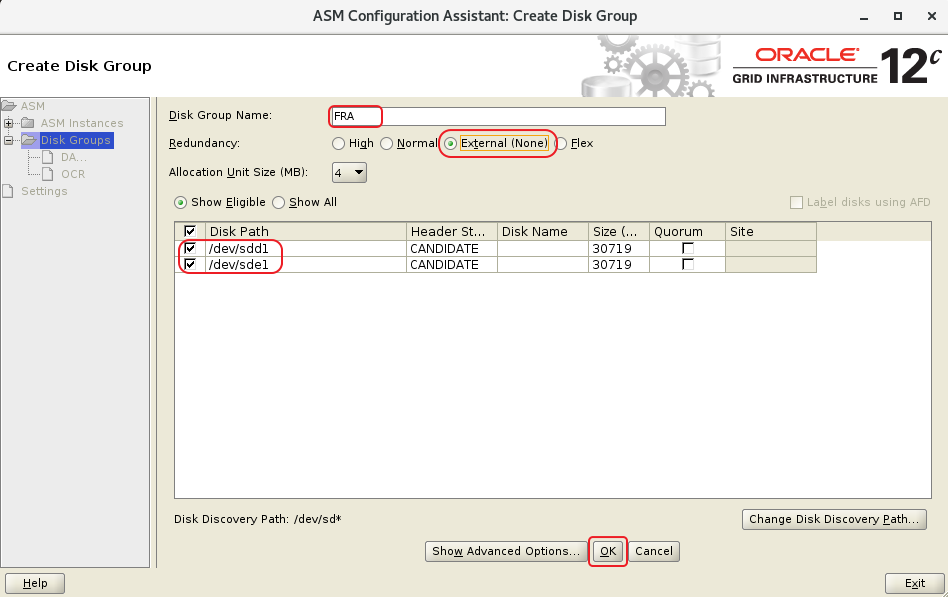 ASM Configuration Assistant: Create Disk Group
Create Disk Group
ORACLE®
GRID INFRASTRUCTURE 12c
ASM
ASM Instances
Disk Groups
DA...
OCR
Settings
Disk Group Name: FRA
Redundancy: High Normal External (None) Flex
Allocation Unit Size (MB): 4
Show Eligible Show All Label disks using AFD
Disk Path Header St... Disk Name Size (... Quorum Site
/dev/sdd1 CANDIDATE 30719
/dev/sde1 CANDIDATE 30719
Disk Discovery Path: /dev/sd* Change Disk Discovery Path...
Show Advanced Options... OK Cancel
Help Exit